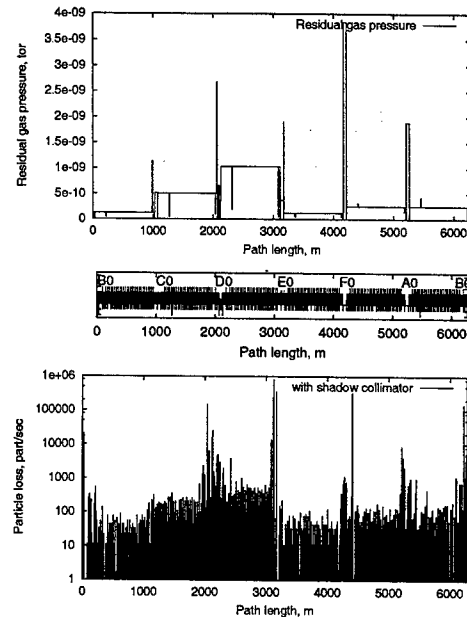 4e-09
Residual gas pressure
3.5e-09
3e-09
2.5e-09
2e-09
1.5e-09
1e-09
5e-10
0
Residual gas pressure, tor
0 1000 2000 3000 4000 5000 6000
Path length, m
B0 C0 D0 E0 F0 A0 B0
0 1000 2000 3000 4000 5000 6000
Path length, m
1e+06
with shadow collimator
100000
10000
1000
100
10
1
Particle loss, part/sec
0 1000 2000 3000 4000 5000 6000
Path length, m